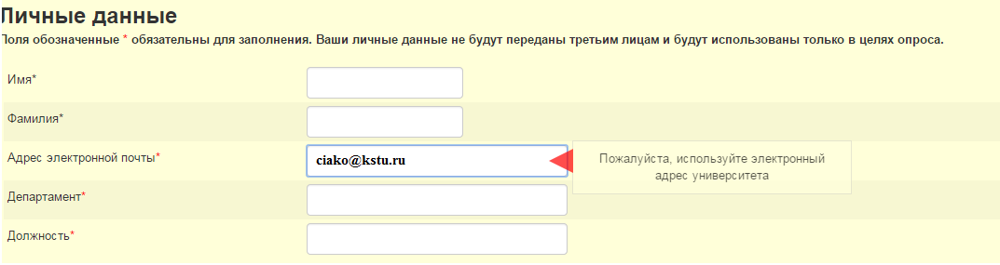 Личные данные
Поля обозначенные * обязательны для заполнения. Ваши личные данные не будут переданы третьим лицам и будут использованы только в целях опроса.
Имя*
Фамилия*
Адрес электронной почты*
ciako@kstu.ru
Пожалуйста, используйте электронный
адрес университета
Департамент*
Должность*